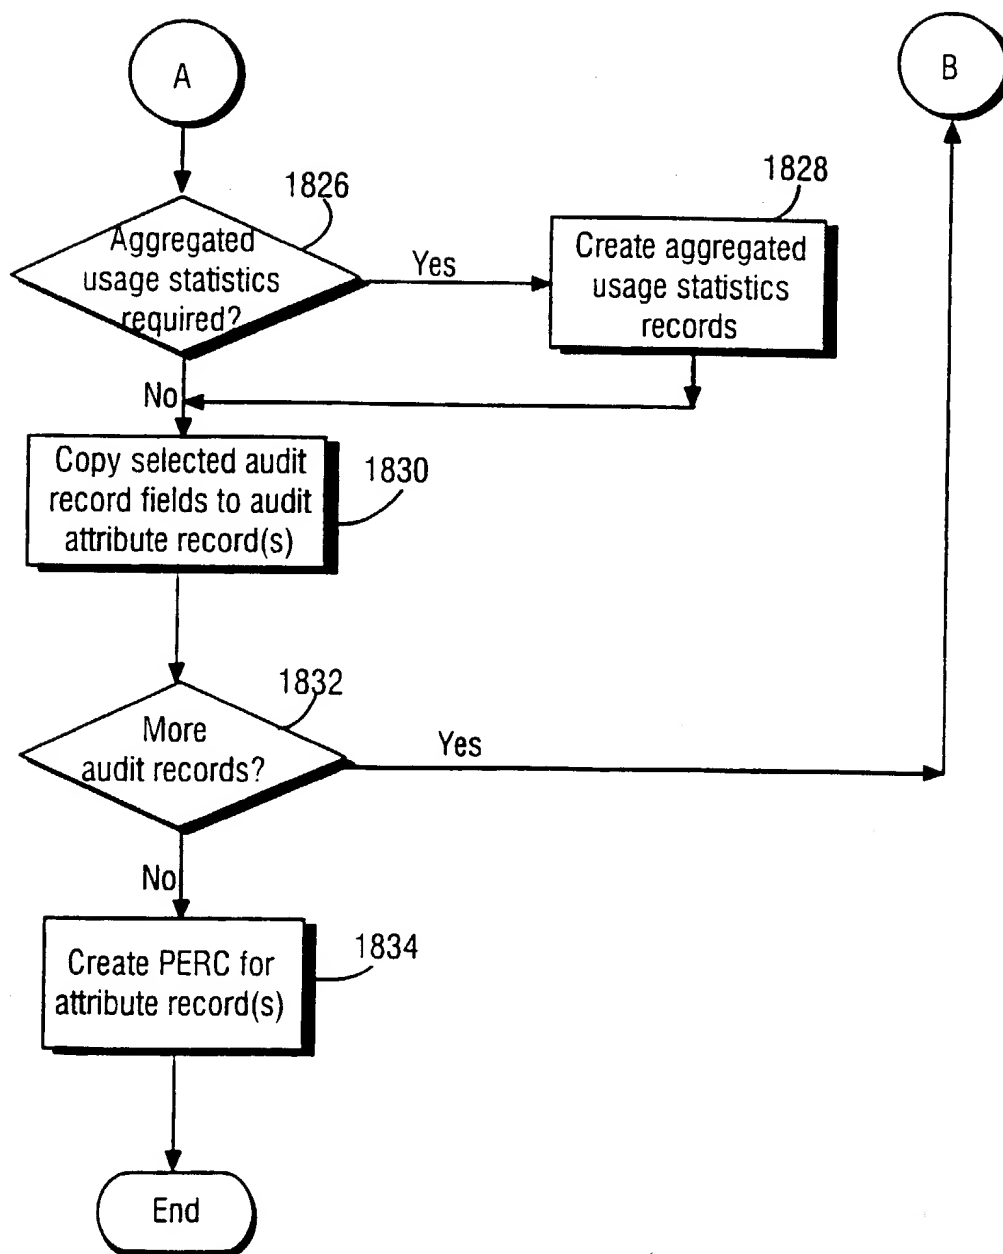 A
B
1826
1828
Aggregated
usage statistics
required?
Yes
Create aggregated
usage statistics
records
No
Copy selected audit
record fields to audit
attribute record(s)
1830
1832
More
audit records?
Yes
No
1834
Create PERC for
attribute record(s)
End